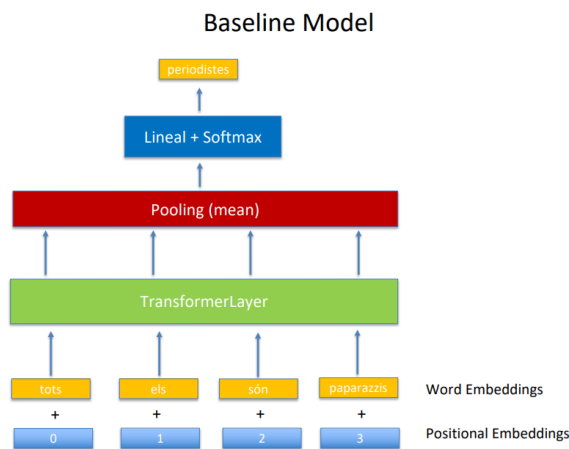 Baseline Model
periodistes
Lineal + Softmax
Pooling (mean)
TransformerLayer
tots els són paparazzis Word Embeddings
+ + + +
0 1 2 3 Positional Embeddings